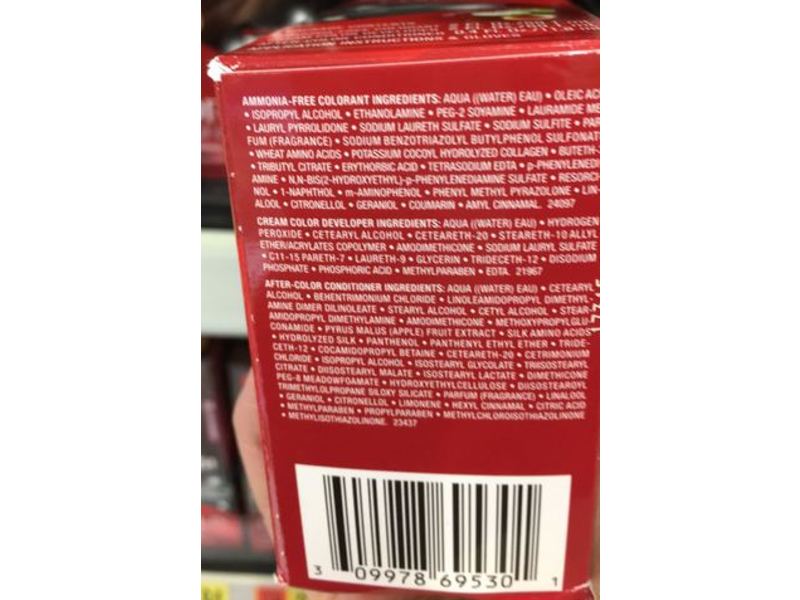 APPLICATION INSTRUCTIONS & GLOVES
AMMONIA-FREE COLORANT INGREDIENTS: AQUA ((WATER) EAU) • OLEIC AC
• ISOPROPYL ALCOHOL • ETHANOLAMINE • PEG-2 SOYAMINE • LAURAMIDE ME
• LAURYL PYRROLIDONE • SODIUM LAURETH SULFATE • SODIUM SULFITE • PAR
FUM (FRAGRANCE) • SODIUM BENZOTRIAZOLYL BUTYLPHENOL SULFONAT
• WHEAT AMINO ACIDS • POTASSIUM COCOYL HYDROLYZED COLLAGEN • BUTETH-
• TRIBUTYL CITRATE • ERYTHORBIC ACID • TETRASODIUM EDTA • p-PHENYLENEDI
AMINE • N,N-BIS(2-HYDROXYETHYL)-p-PHENYLENEDIAMINE SULFATE • RESORCI
NOL • 1-NAPHTHOL • m-AMINOPHENOL • PHENYL METHYL PYRAZOLONE • LIN-
ALOOL • CITRONELLOL • GERANIOL • COUMARIN • AMYL CINNAMAL. 24097
CREAM COLOR DEVELOPER INGREDIENTS: AQUA ((WATER) EAU) • HYDROGEN
PEROXIDE • CETEARYL ALCOHOL • CETEARETH-20 • STEARETH-10 ALLYL
ETHER/ACRYLATES COPOLYMER • AMODIMETHICONE • SODIUM LAURYL SULFATE
• C11-15 PARETH-7 • LAURETH-9 • GLYCERIN • TRIDECETH-12 • DISODIUM
PHOSPHATE • PHOSPHORIC ACID • METHYLPARABEN • EDTA. 21967
AFTER-COLOR CONDITIONER INGREDIENTS: AQUA ((WATER) EAU) • CETEARYL
ALCOHOL • BEHENTRIMONIUM CHLORIDE • LINOLEAMIDOPROPYL DIMETHYL-
AMINE DIMER DILINOLEATE • STEARYL ALCOHOL • CETYL ALCOHOL • STEAR-
AMIDOPROPYL DIMETHYLAMINE • AMODIMETHICONE • METHOXYPROPYLGLU-
CONAMIDE • PYRUS MALUS (APPLE) FRUIT EXTRACT • SILK AMINO ACIDS
• HYDROLYZED SILK • PANTHENOL • PANTHENYL ETHYL ETHER • TRIDE-
CETH-12 • COCAMIDOPROPYL BETAINE • CETEARETH-20 • CETRIMONIUM
CHLORIDE • ISOPROPYL ALCOHOL • ISOSTEARYL GLYCOLATE • TRIISOSTEARYL
CITRATE • DIISOSTEARYL MALATE • ISOSTEARYL LACTATE • DIMETHICONE
PEG-8 MEADOWFOAMATE • HYDROXYETHYLCELLULOSE • DIISOSTEAROYL
TRIMETHYLOLPROPANE SILOXY SILICATE • PARFUM (FRAGRANCE) • LINALOOL
• GERANIOL • CITRONELLOL • LIMONENE • HEXYL CINNAMAL • CITRIC ACID
• METHYLPARABEN • PROPYLPARABEN • METHYLCHLOROISOTHIAZOLINONE
• METHYLISOTHIAZOLINONE. 23437
3 09978 69530 1